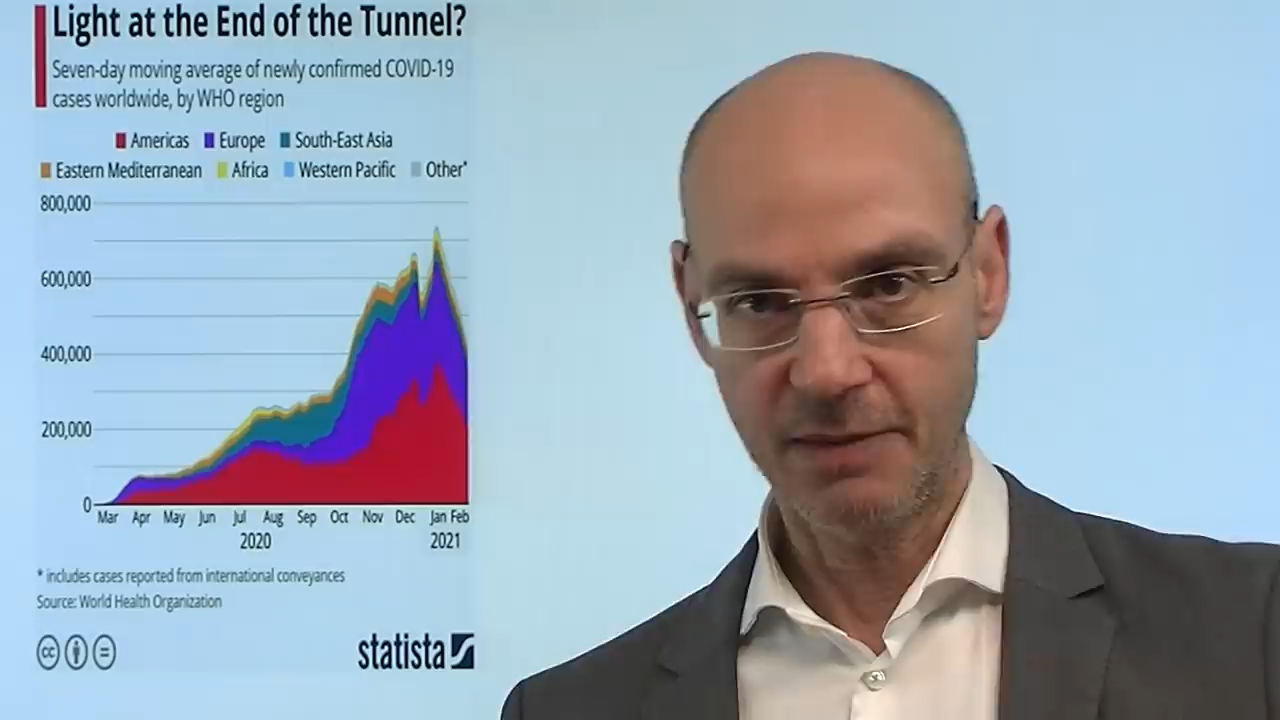 Light at the End of the Tunnel?
Seven-day moving average of newly confirmed COVID-19
cases worldwide, by WHO region
Americas Europe South-East Asia
Eastern Mediterranean Africa Western Pacific Other*
800,000
600,000
400,000
200,000
0
Mar Apr May Jun Jul Aug Sep Oct Nov Dec Jan Feb
2020 2021
* includes cases reported from international conveyances
Source: World Health Organization
cc
statista